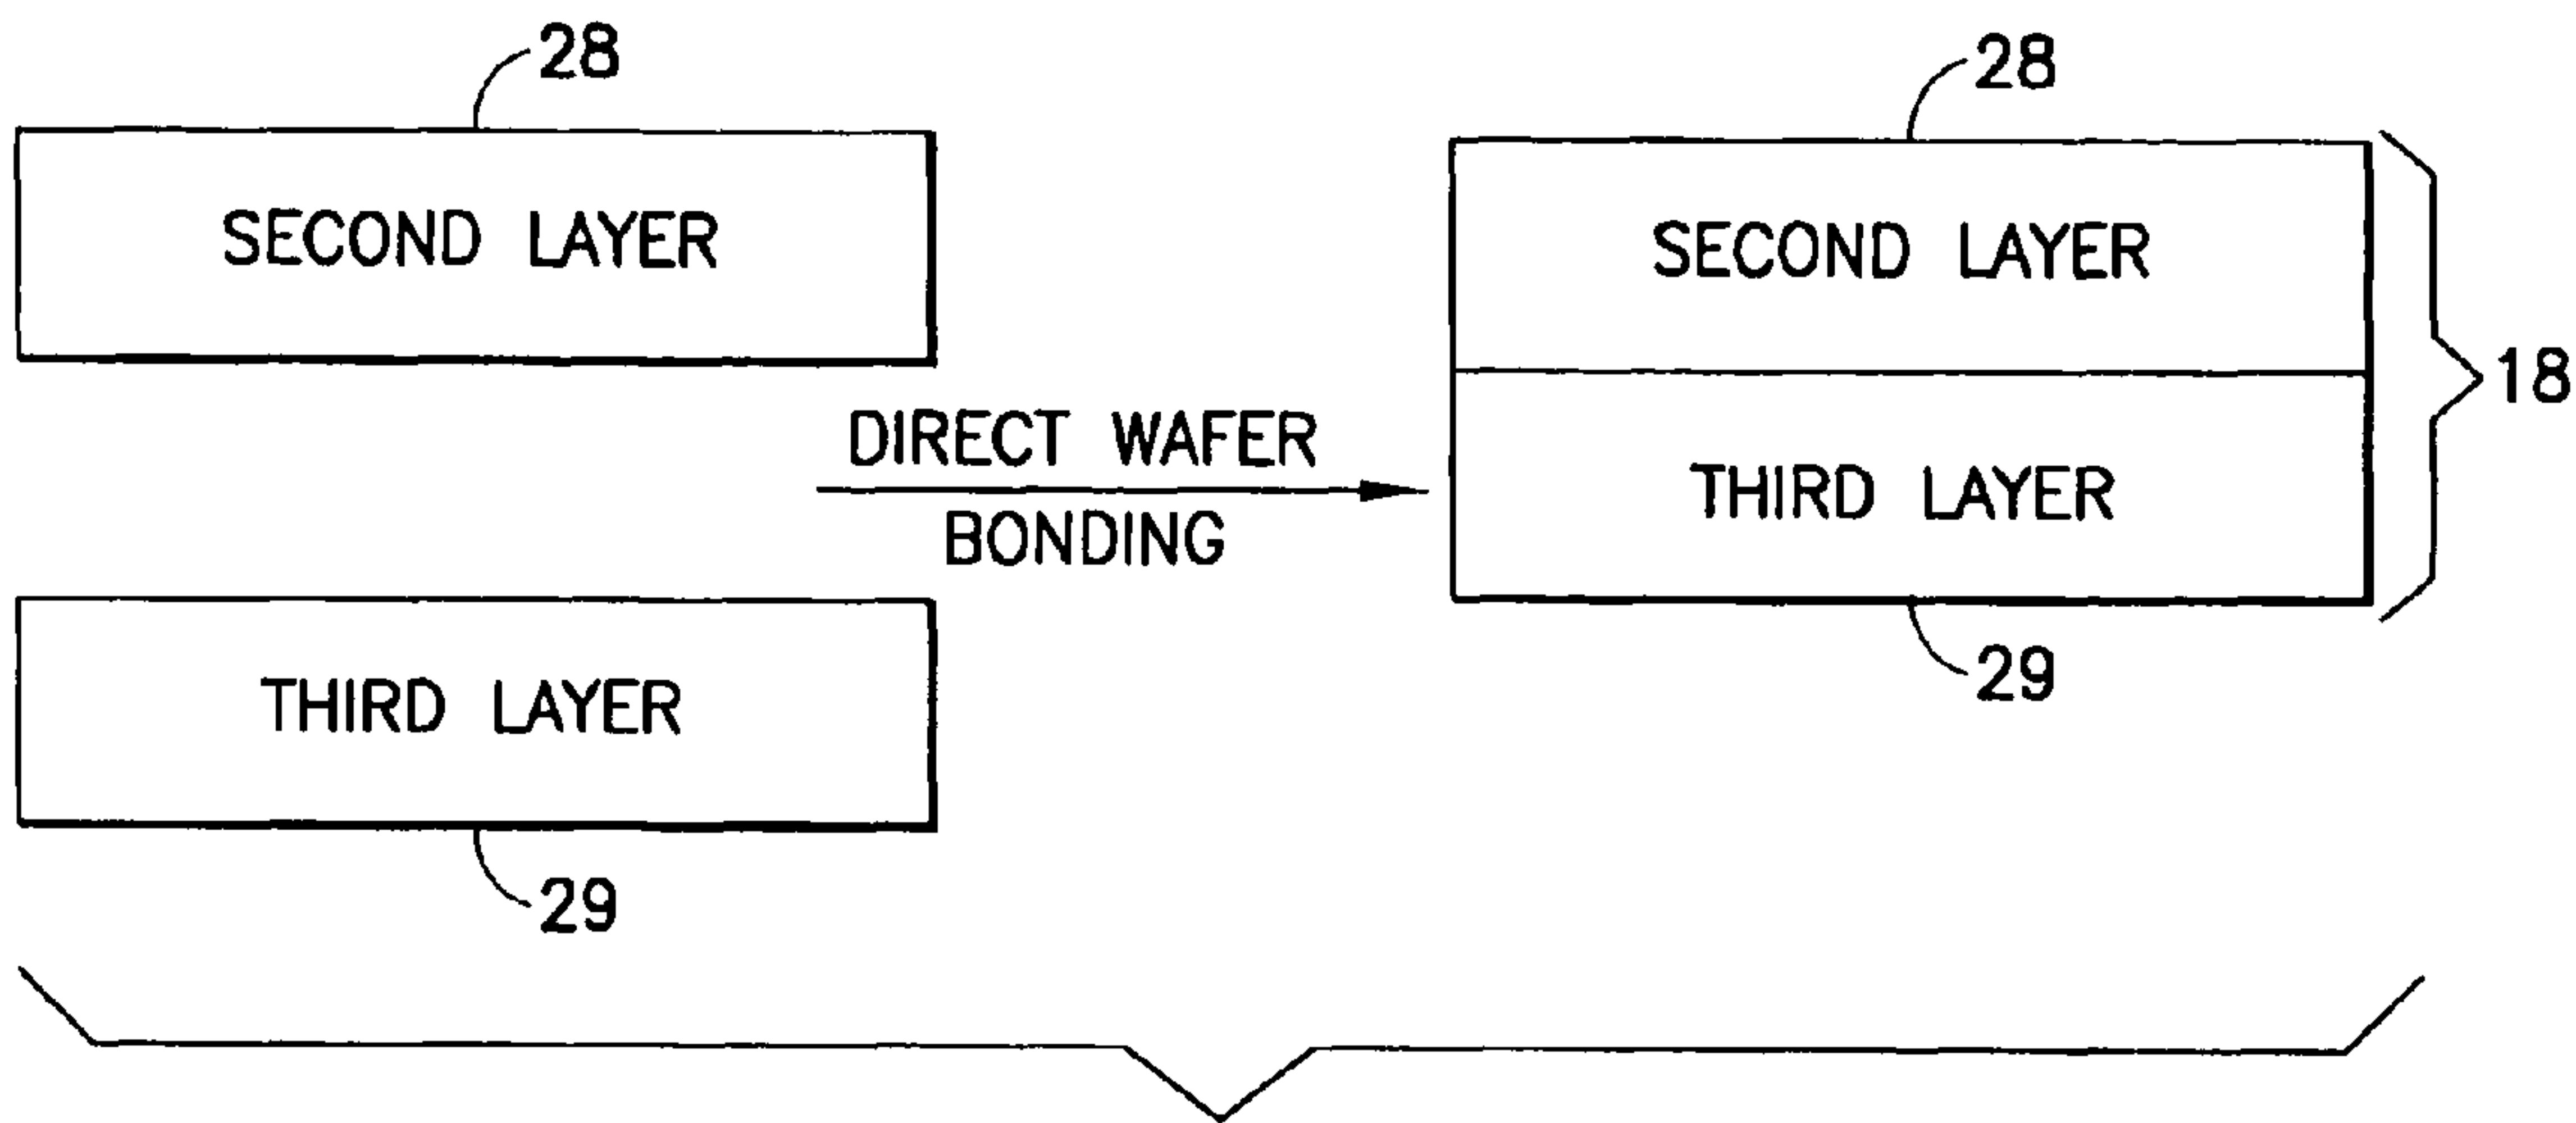 28
SECOND LAYER
THIRD LAYER
29
DIRECT WAFER
BONDING
28
SECOND LAYER
THIRD LAYER
29
18